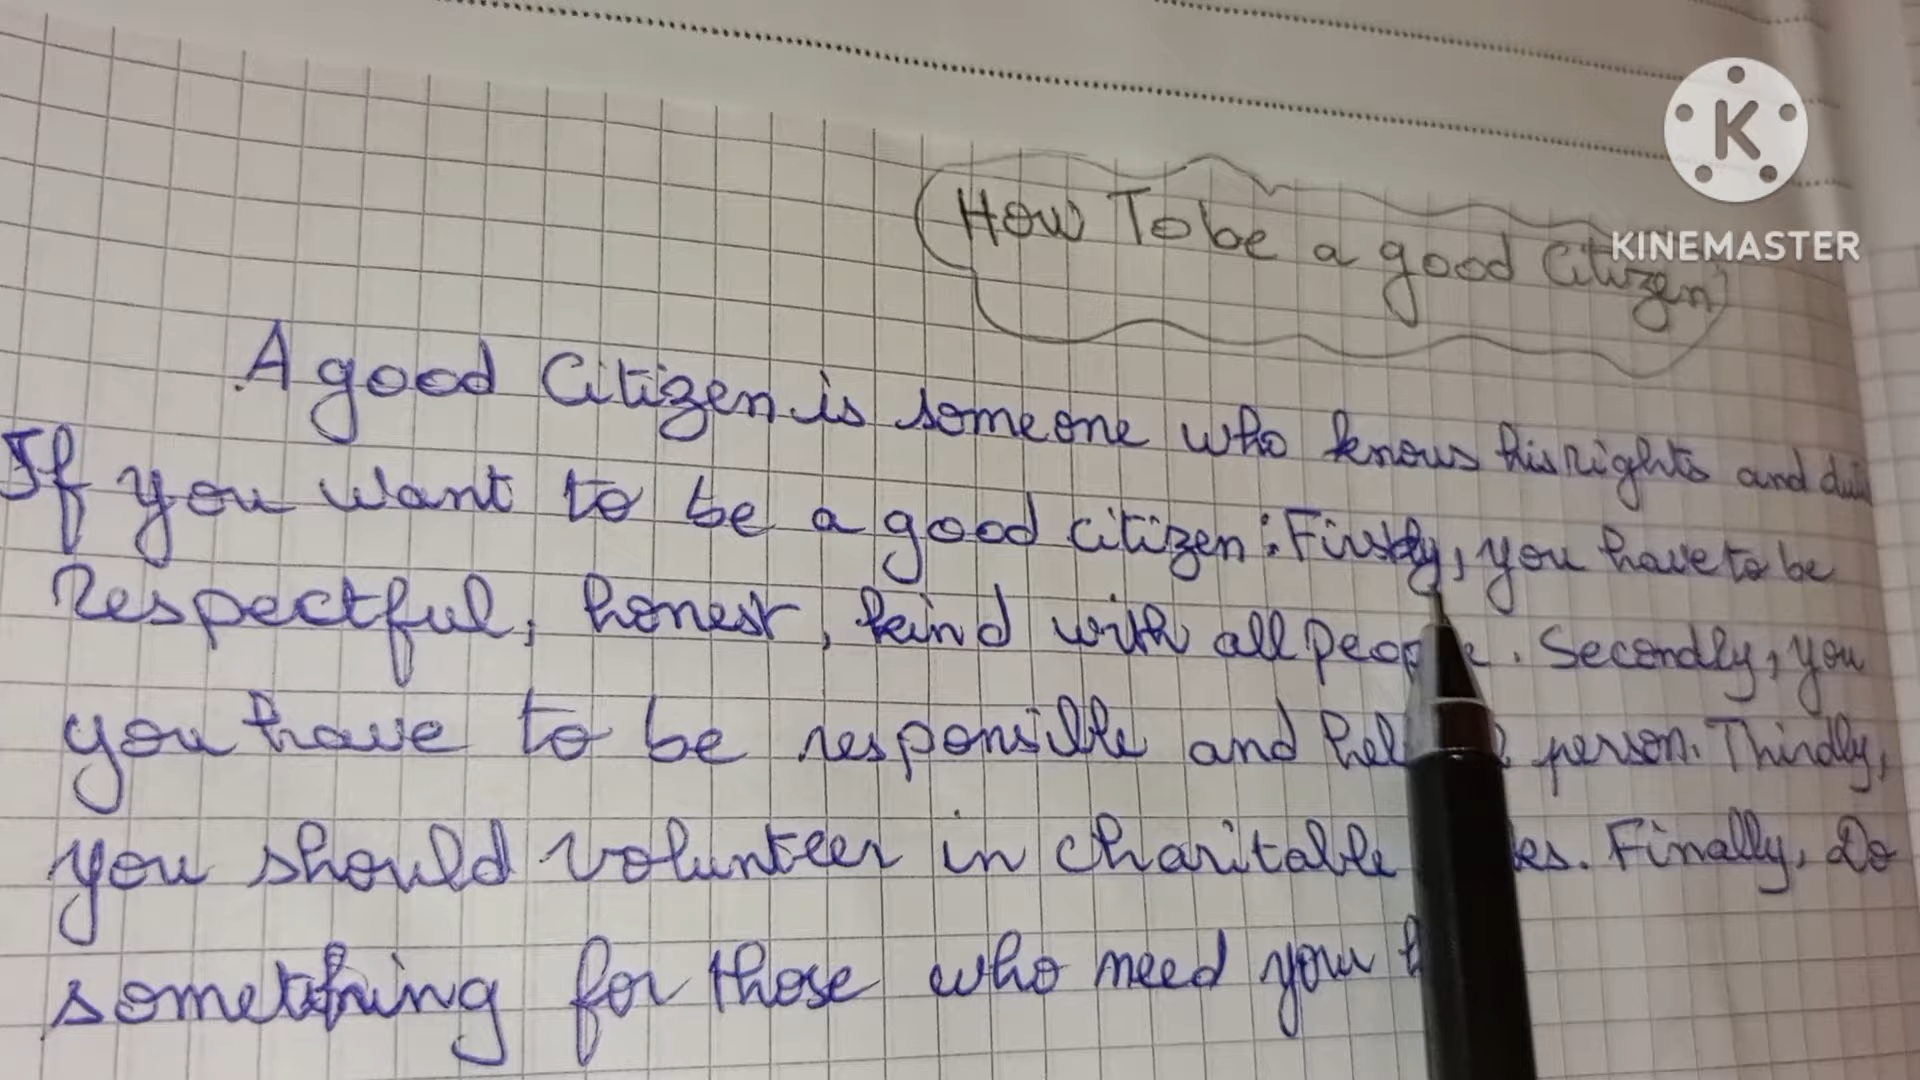 How To be a good Citizen
KINEMASTER
A good Citizen is someone who knows his rights and
If you want to be a good citizen: Firstly, you have to be
Respectful, honest, kind with all people. Secondly, you
you have to be responsible and person. Thirdly,
you should volunteer in charitable Finally, Do
something for those who need your